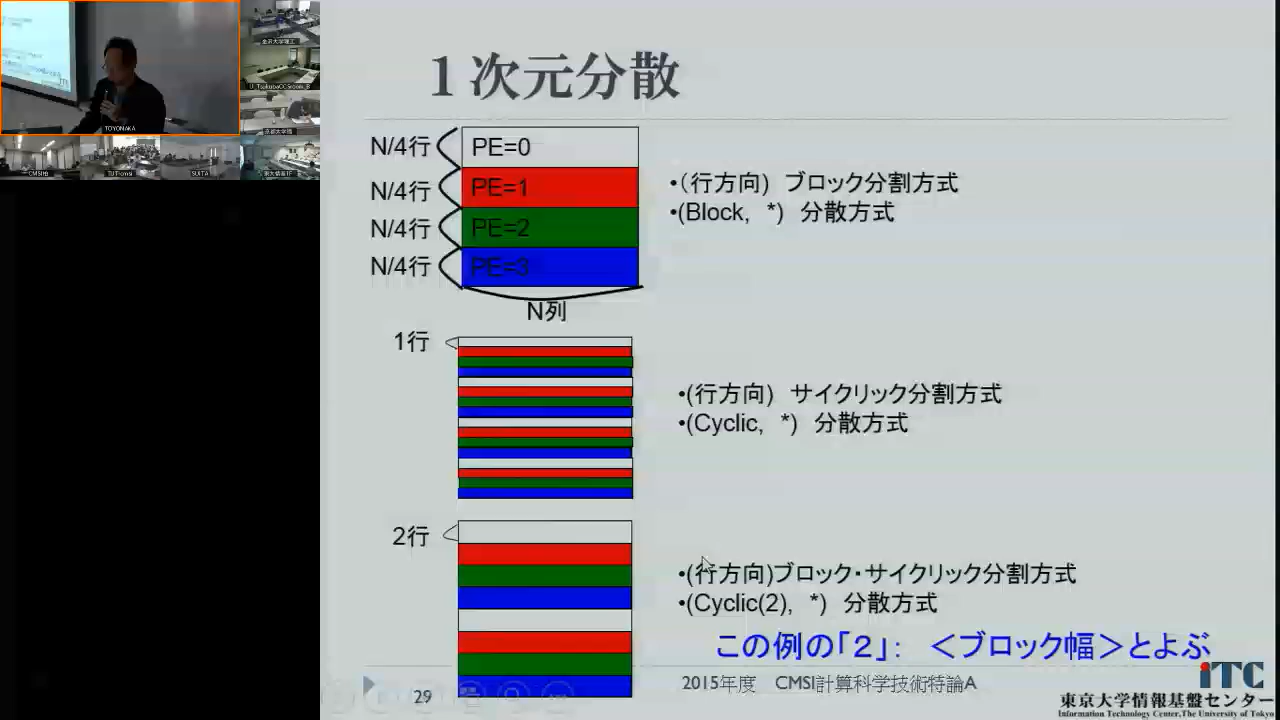 １次元分散
N/4行
PE=0
N/4行
PE=1
N/4行
PE=2
N/4行
PE=3
N列
•(行方向)　ブロック分割方式
•(Block,　*)　分散方式
1行
•(行方向)　サイクリック分割方式
•(Cyclic,　*)　分散方式
2行
•(行方向)ブロック・サイクリック分割方式
•(Cyclic(2),　*)　分散方式
この例の「２」：　＜ブロック幅＞とよぶ
29
2015年度　CMSI計算科学技術特論A
iTC
東京大学情報基盤センター
Information Technology Center,The University of Tokyo
TOYONAKA
SUITA